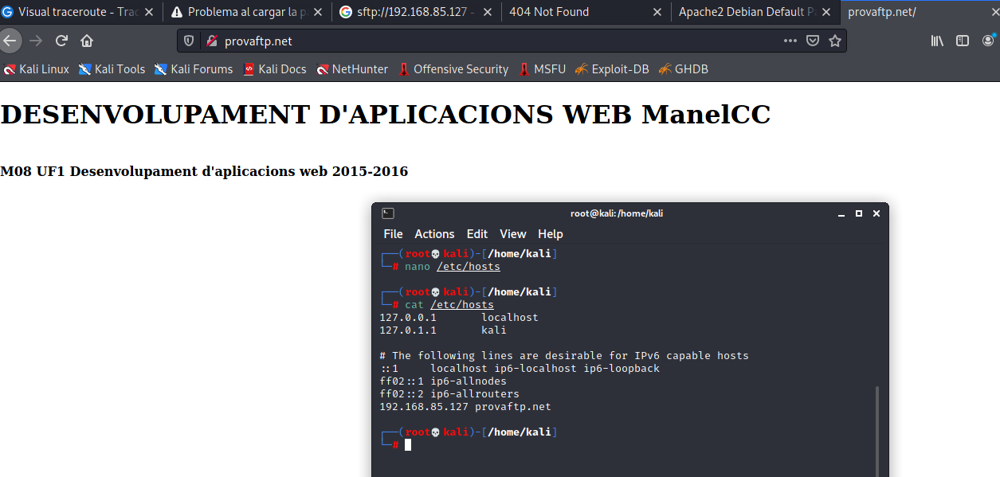 Visual traceroute - Trac
Problema al cargar la p
sftp://192.168.85.127 -
404 Not Found
Apache2 Debian Default Pa
provaftp.net/
provaftp.net
Kali Linux Kali Tools Kali Forums Kali Docs NetHunter Offensive Security MSFU Exploit-DB GHDB
DESENVOLUPAMENT D'APLICACIONS WEB ManelCC
M08 UF1 Desenvolupament d'aplicacions web 2015-2016
root@kali:/home/kali
File Actions Edit View Help
┌──(root💀kali)-[/home/kali]
└─# nano /etc/hosts
┌──(root💀kali)-[/home/kali]
└─# cat /etc/hosts
127.0.0.1       localhost
127.0.1.1       kali
# The following lines are desirable for IPv6 capable hosts
::1     localhost ip6-localhost ip6-loopback
ff02::1 ip6-allnodes
ff02::2 ip6-allrouters
192.168.85.127 provaftp.net
┌──(root💀kali)-[/home/kali]
└─#